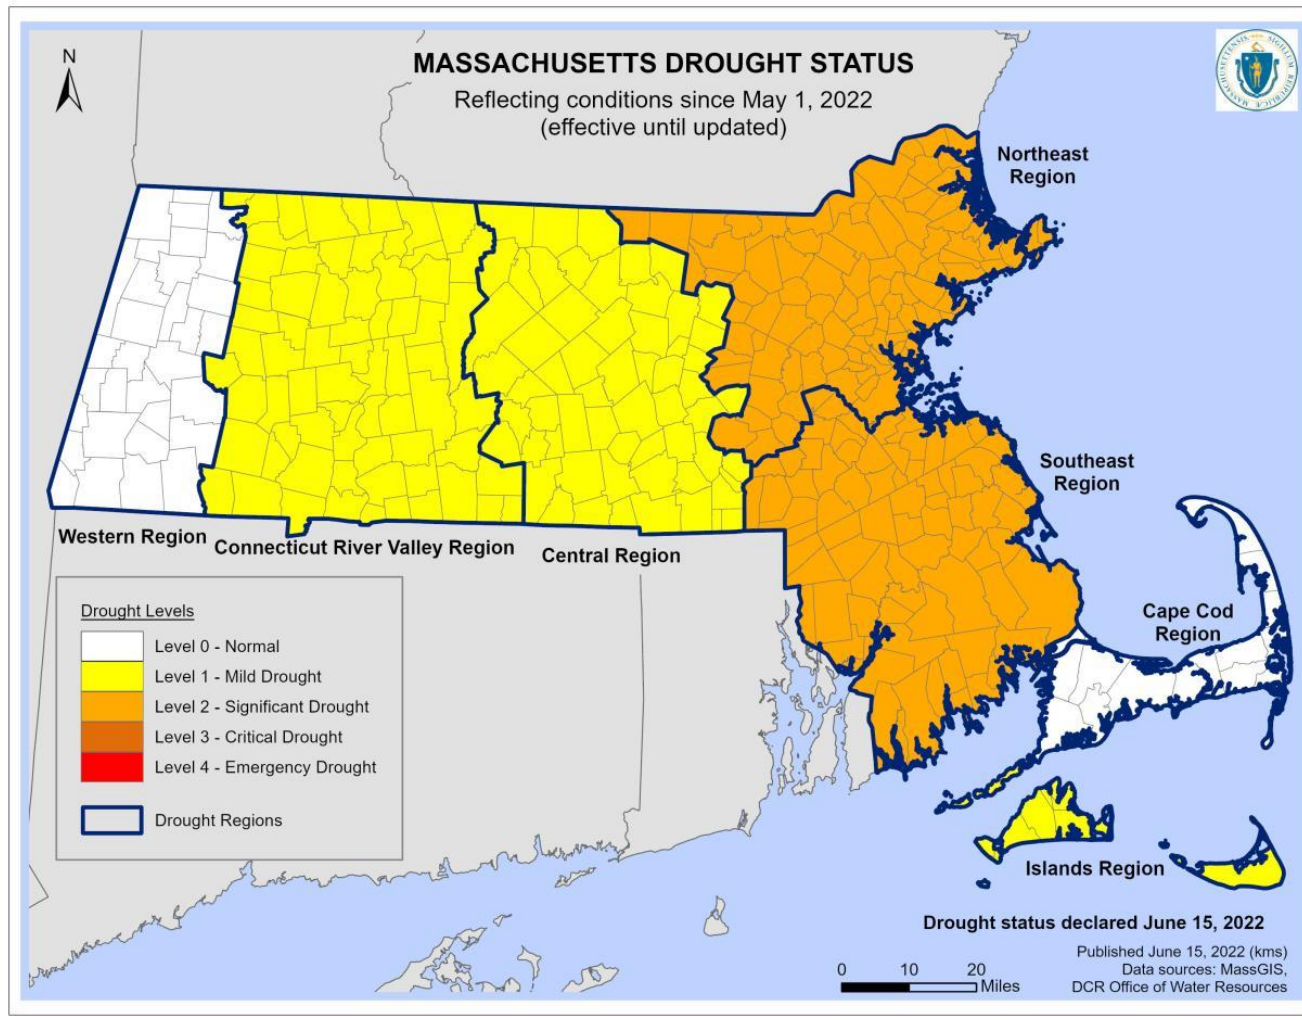 N
MASSACHUSETTS DROUGHT STATUS
Reflecting conditions since May 1, 2022
(effective until updated)
Northeast
Region
Southeast
Region
Western Region
Connecticut River Valley Region
Central Region
Cape Cod
Region
Drought Levels
Level 0 - Normal
Level 1 - Mild Drought
Level 2 - Significant Drought
Level 3 - Critical Drought
Level 4 - Emergency Drought
Drought Regions
Islands Region
Drought status declared June 15, 2022
Published June 15, 2022 (kms)
Data sources: MassGIS,
DCR Office of Water Resources
0 10 20
Miles